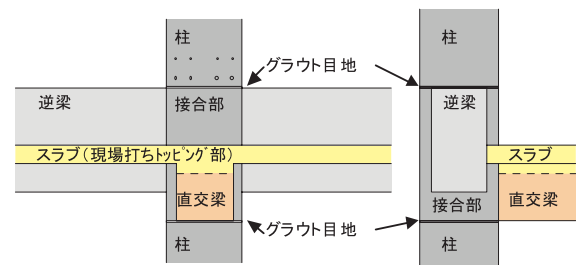 柱
柱
グラウト目地
逆梁
接合部
逆梁
スラブ(現場打ちトッピング部)
スラブ
直交梁
接合部
直交梁
グラウト目地
柱
柱